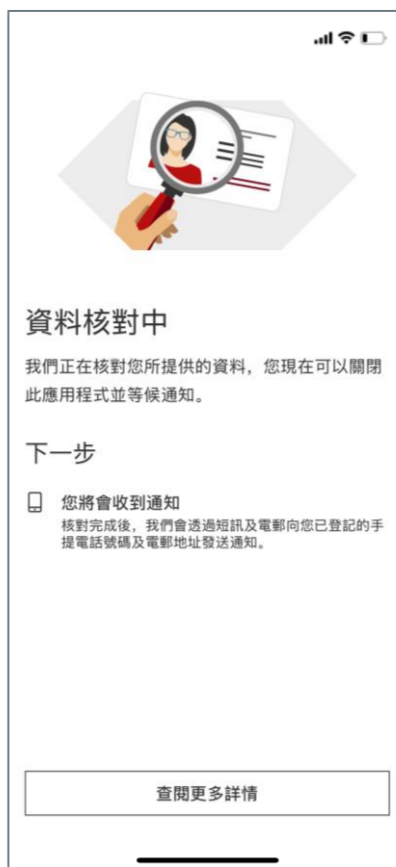 資料核對中
我們正在核對您所提供的資料，您現在可以關閉
此應用程式並等候通知。
下一步
您將會收到通知
核對完成後，我們會透過短訊及電郵向您已登記的手
提電話號碼及電郵地址發送通知。
查閱更多詳情